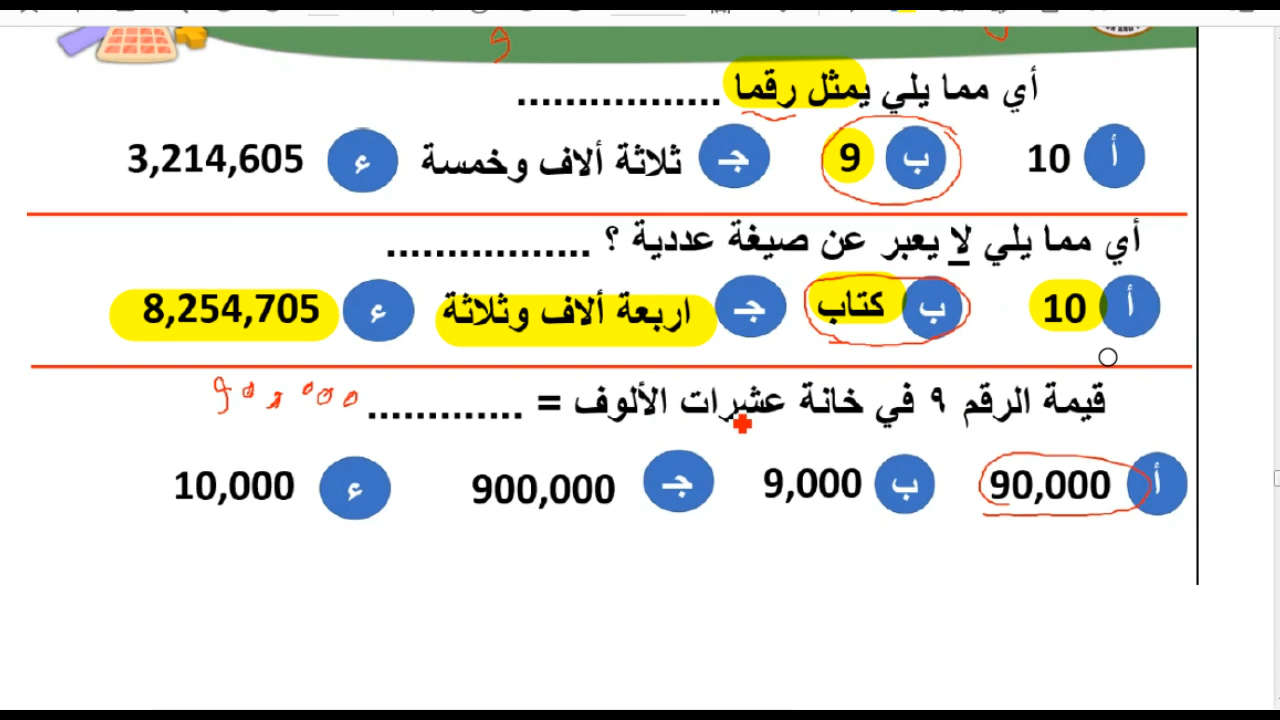 أي مما يلي يمثل رقما .................
أ 10 ب 9 جـ ثلاثة ألاف وخمسة ء 3,214,605
أي مما يلي لا يعبر عن صيغة عددية ؟ .................
أ 10 ب كتاب جـ اربعة ألاف وثلاثة ء 8,254,705
قيمة الرقم ٩ في خانة عشرات الألوف = .............
أ 90,000 ب 9,000 جـ 900,000 ء 10,000